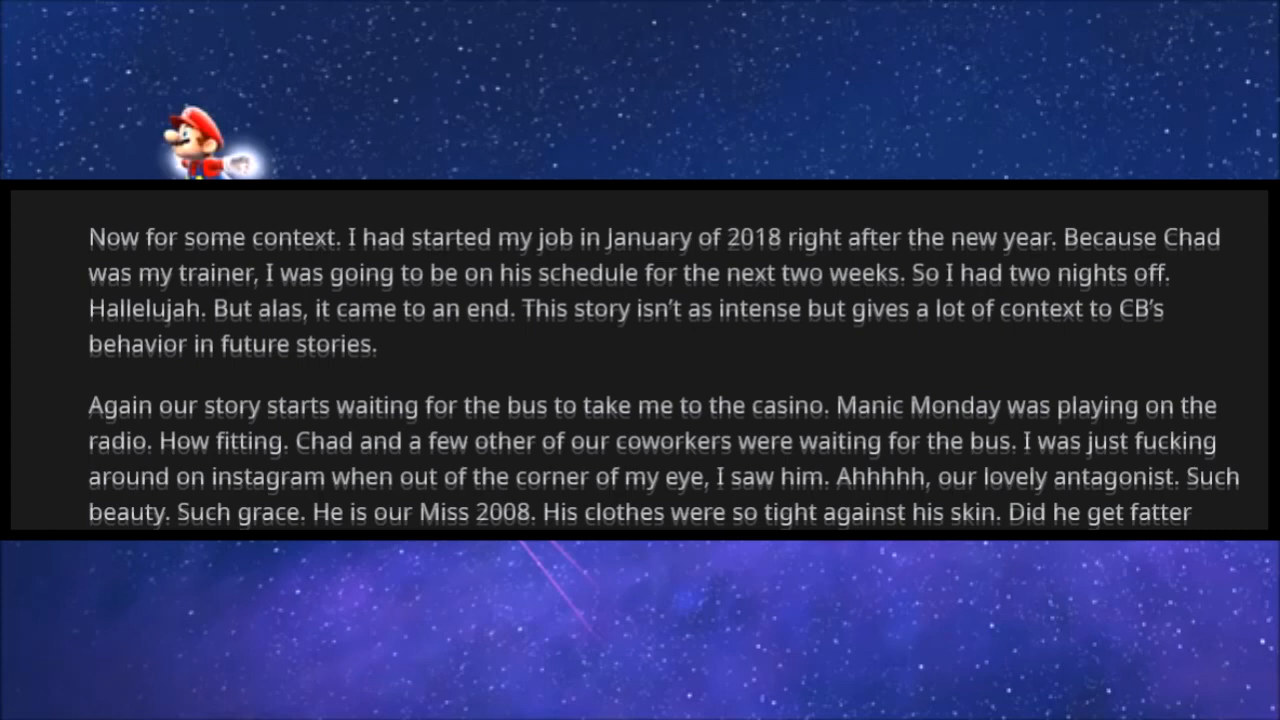 Now for some context. I had started my job in January of 2018 right after the new year. Because Chad
was my trainer, I was going to be on his schedule for the next two weeks. So I had two nights off.
Hallelujah. But alas, it came to an end. This story isn’t as intense but gives a lot of context to CB’s
behavior in future stories.
Again our story starts waiting for the bus to take me to the casino. Manic Monday was playing on the
radio. How fitting. Chad and a few other of our coworkers were waiting for the bus. I was just fucking
around on instagram when out of the corner of my eye, I saw him. Ahhhhh, our lovely antagonist. Such
beauty. Such grace. He is our Miss 2008. His clothes were so tight against his skin. Did he get fatter